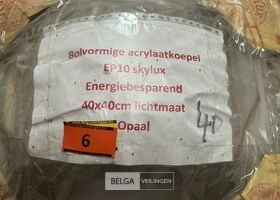 Bolvormige acrylaatkoepel
EP10 skylux
Energiebesparend
40x40cm lichtmaat
Opaal
6
BELGA VEILINGEN